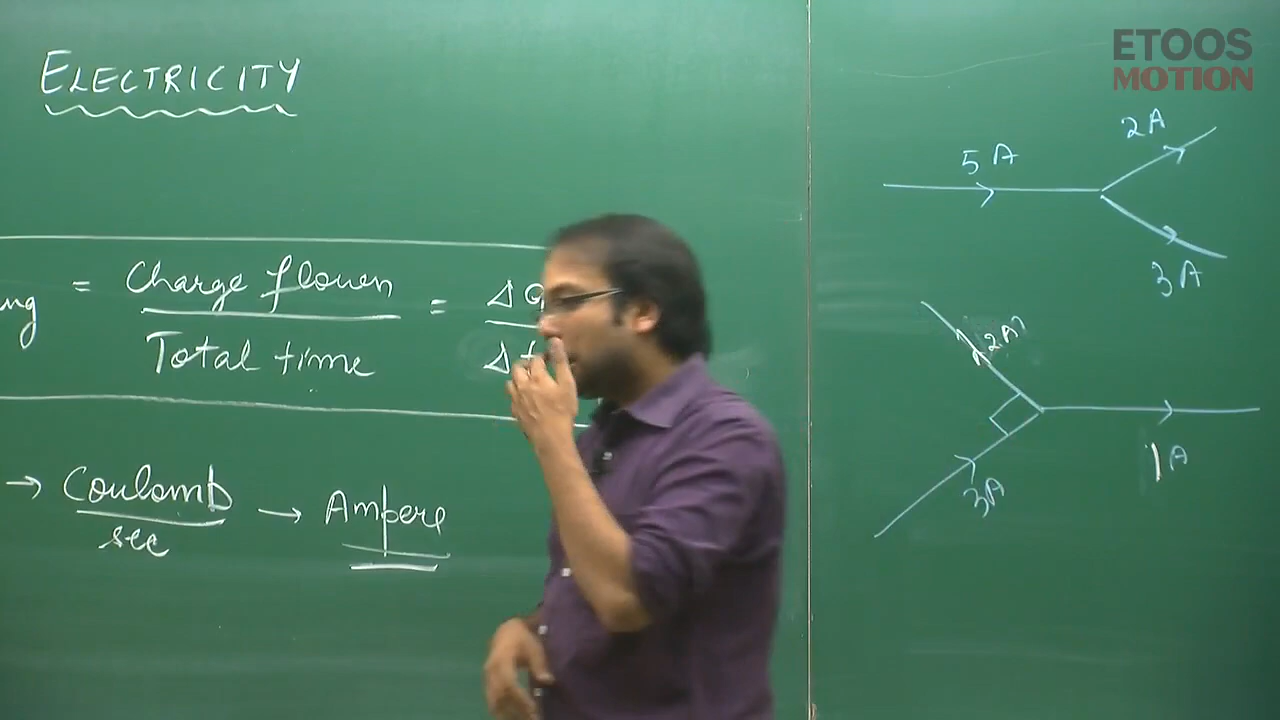 ELECTRICITY
ng = Charge flown = ΔQ
Total time Δt
→ Coulomb → Ampere
sec
ETOOS
MOTION
5 A
2A
3A
2A?
3A
1A